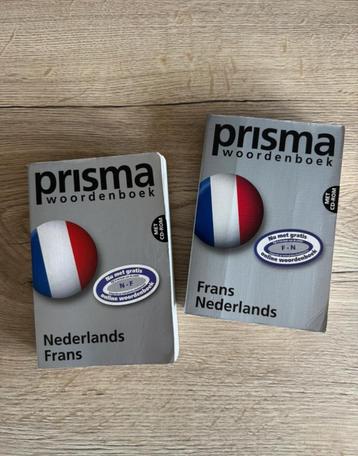 prisma
woordenboek
MET
CD-ROM
Nu met gratis
N - F
online woordenboek
Nederlands
Frans
prisma
woordenboek
MET
CD-ROM
Nu met gratis
F - N
online woordenboek
Frans
Nederlands